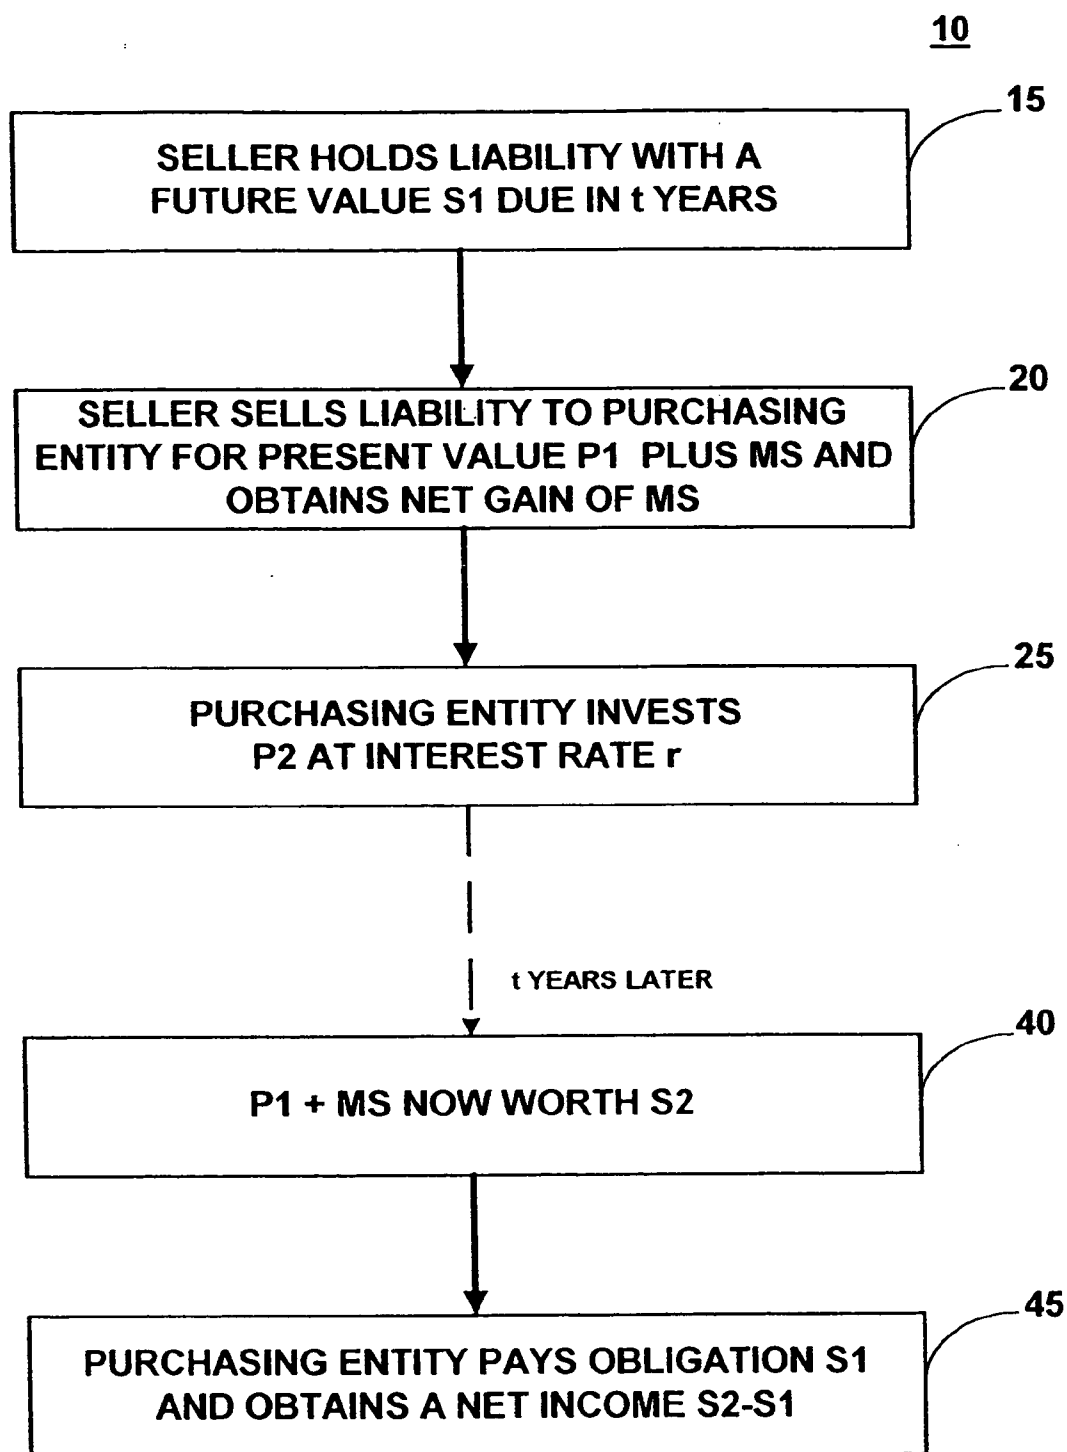 10
15
SELLER HOLDS LIABILITY WITH A
FUTURE VALUE S1 DUE IN t YEARS
20
SELLER SELLS LIABILITY TO PURCHASING
ENTITY FOR PRESENT VALUE P1 PLUS MS AND
OBTAINS NET GAIN OF MS
25
PURCHASING ENTITY INVESTS
P2 AT INTEREST RATE r
t YEARS LATER
40
P1 + MS NOW WORTH S2
45
PURCHASING ENTITY PAYS OBLIGATION S1
AND OBTAINS A NET INCOME S2-S1